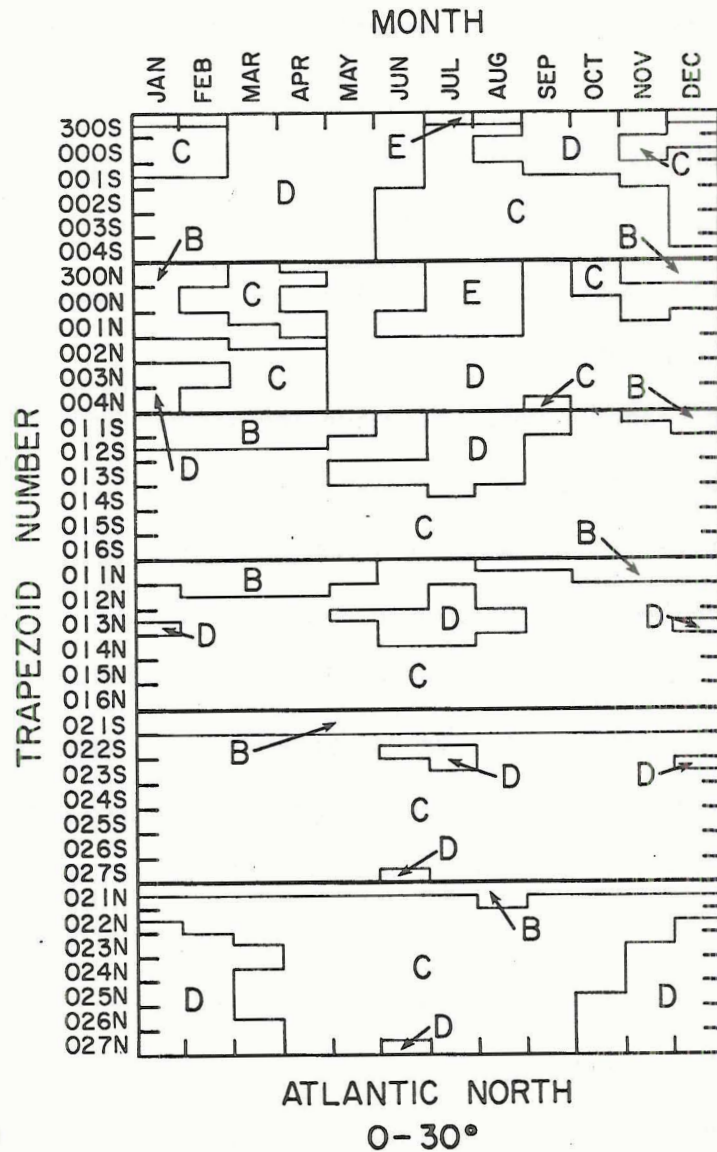 MONTH
JAN FEB MAR APR MAY JUN JUL AUG SEP OCT NOV DEC
TRAPEZOID NUMBER
300S
000S
001S
002S
003S
004S
300N
000N
001N
002N
003N
004N
011S
012S
013S
014S
015S
016S
011N
012N
013N
014N
015N
016N
021S
022S
023S
024S
025S
026S
027S
021N
022N
023N
024N
025N
026N
027N
C E D C
D C
B B
C E C
C D C B
B D D
C B
B
D D D
C
B D D
C
D
B
C
D D
D
ATLANTIC NORTH
0-30°